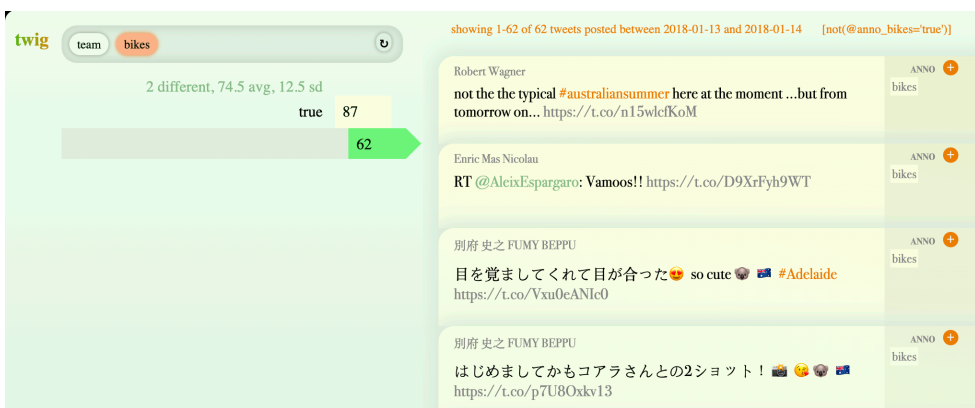 twig
team bikes ↻
2 different, 74.5 avg, 12.5 sd
true 87
62
showing 1-62 of 62 tweets posted between 2018-01-13 and 2018-01-14 [not(@anno_bikes='true')]
Robert Wagner
not the the typical #australiansummer here at the moment ...but from
tomorrow on... https://t.co/n15wlcfKoM
ANNO +
bikes
Enric Mas Nicolau
RT @AleixEspargaro: Vamoos!! https://t.co/D9XrFyh9WT
ANNO +
bikes
別府 史之 FUMY BEPPU
目を覚ましてくれて目が合った😍 so cute 🐨 🇦🇺 #Adelaide
https://t.co/Vxu0eANIc0
ANNO +
bikes
別府 史之 FUMY BEPPU
はじめましてかもコアラさんとの2ショット！📸 😘 🐨 🇦🇺
https://t.co/p7U8Oxkv13
ANNO +
bikes